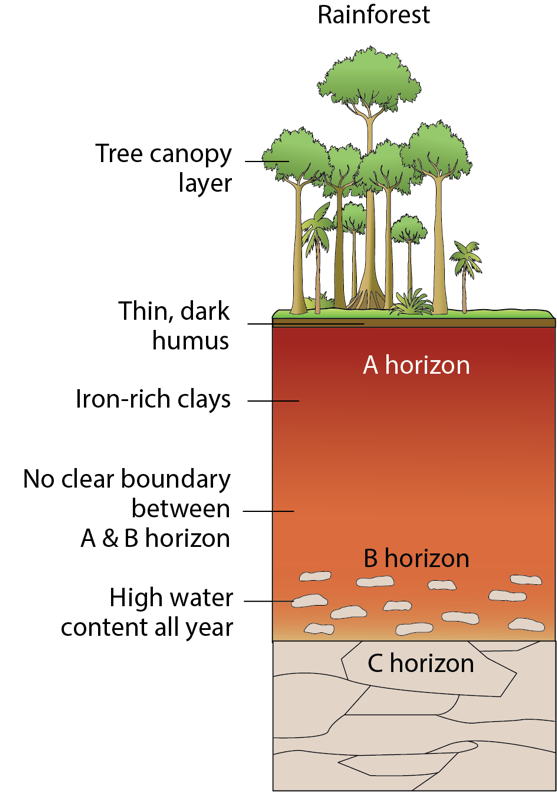 Rainforest
Tree canopy
layer
Thin, dark
humus
A horizon
Iron-rich clays
No clear boundary
between
A & B horizon
B horizon
High water
content all year
C horizon